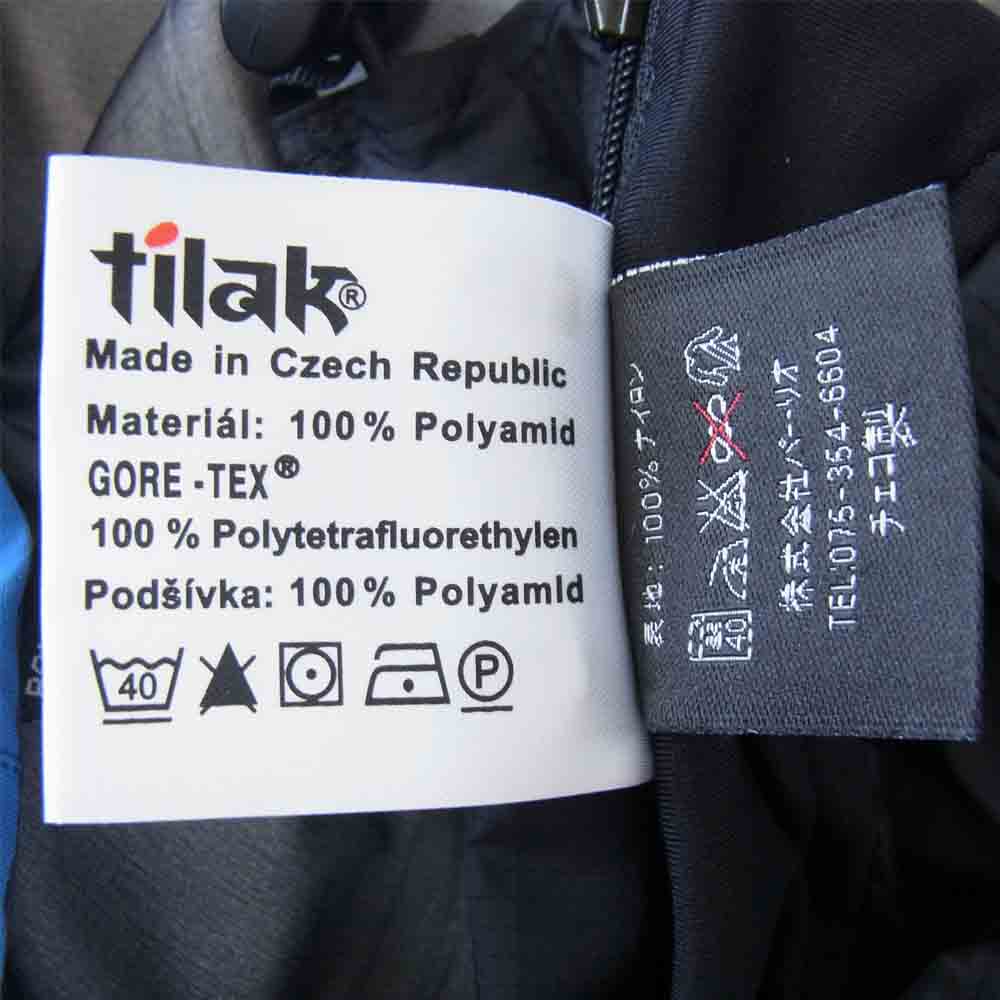 tilak®
Made in Czech Republic
Materiál: 100% Polyamid
GORE-TEX®
100 % Polytetrafluorethylen
Podšívka: 100% Polyamid
40
P
表地:100%ナイロン
40
株式会社パーリオ
TEL:075-354-6604
チェコ製